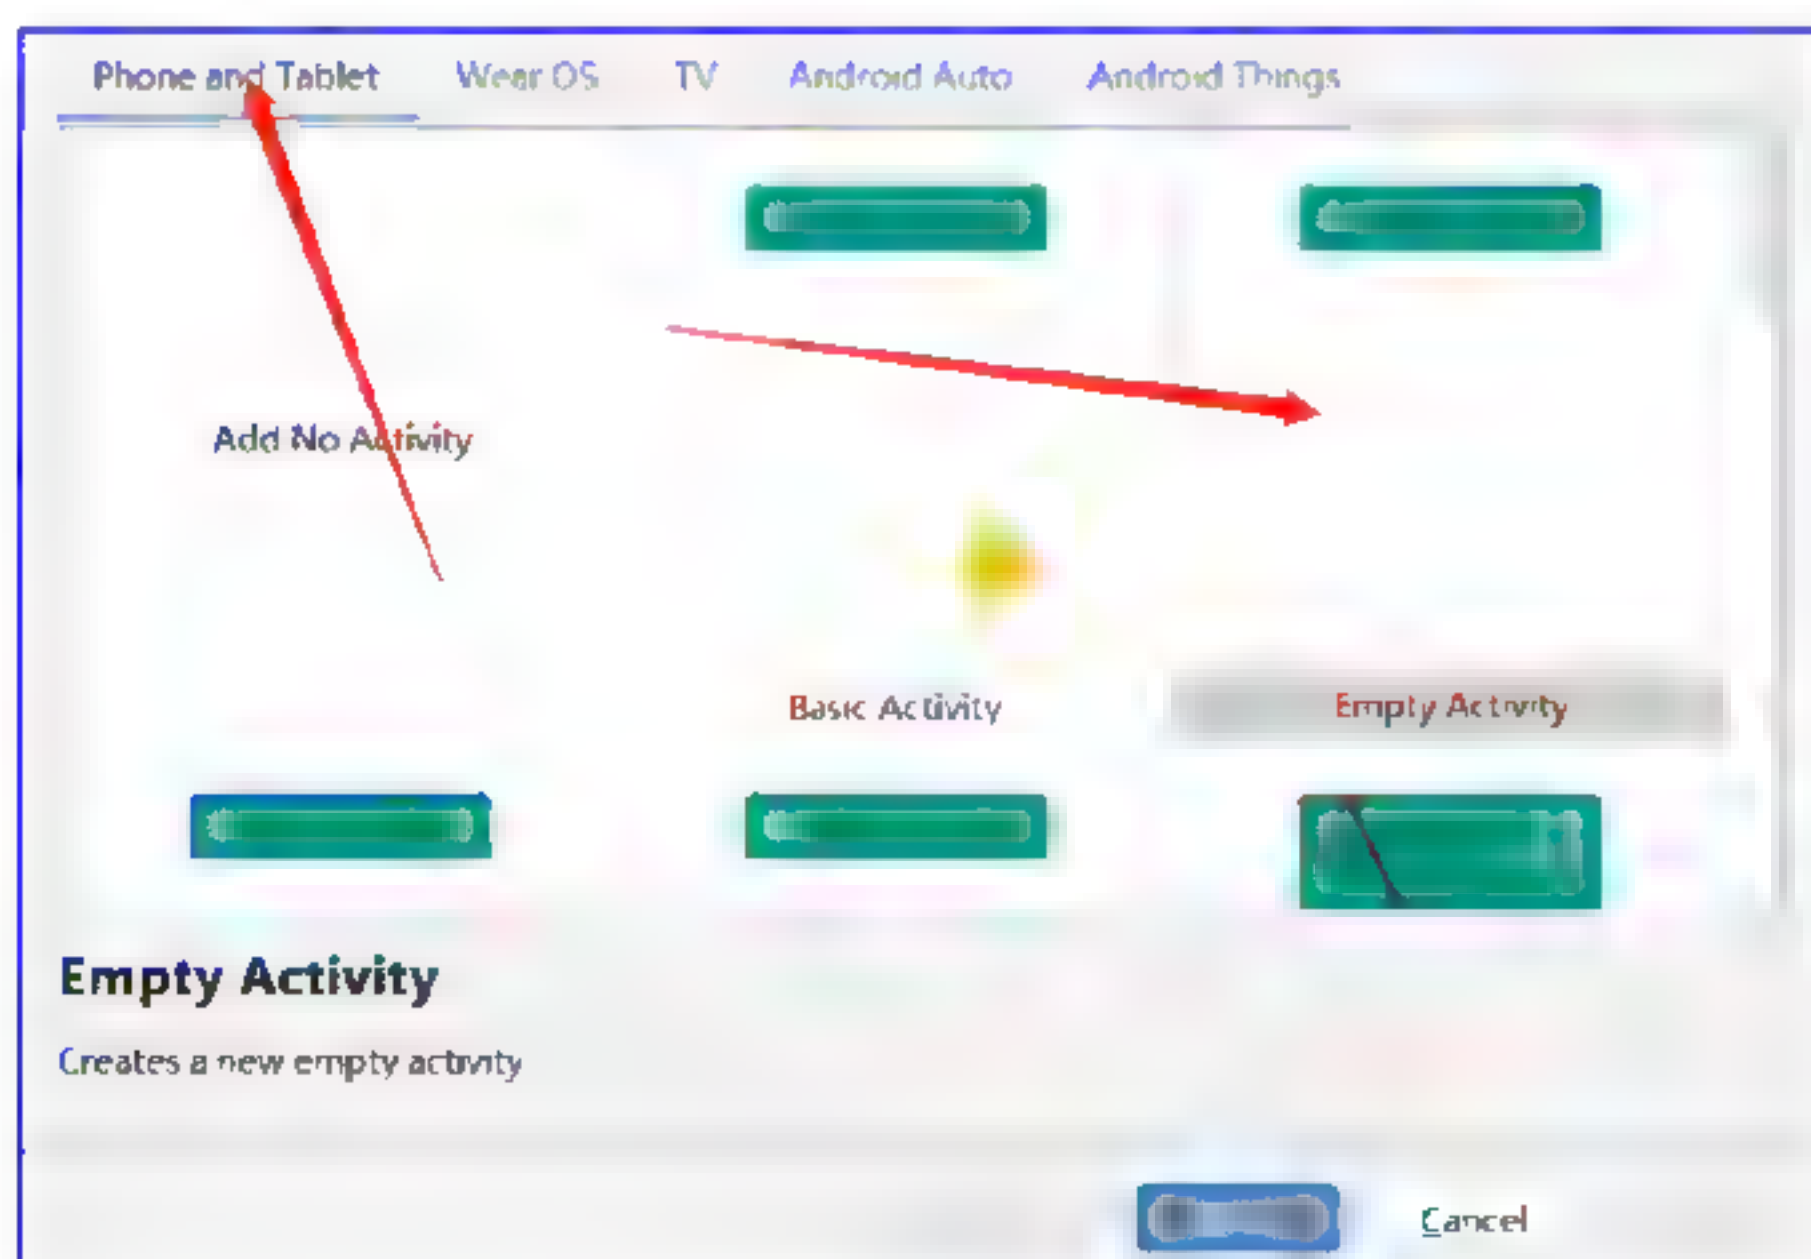 Phone and Tablet Wear OS TV Android Auto Android Things
Add No Activity
Basic Activity Empty Activity
Empty Activity
Creates a new empty activity
Cancel